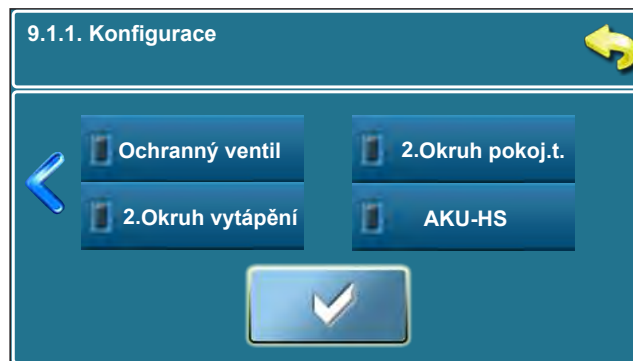 9.1.1. Konfigurace
Ochranný ventil
2.Okruh pokoj.t.
2.Okruh vytápění
AKU-HS